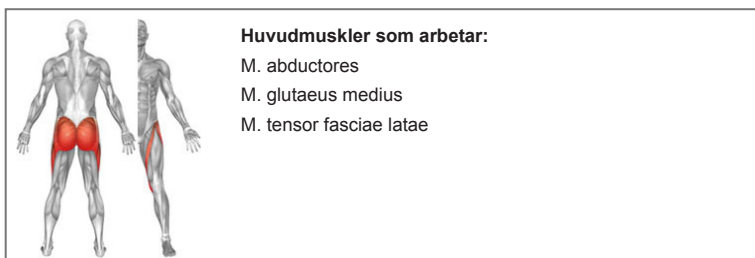 Huvudmuskler som arbetar:
M. abductores
M. glutaeus medius
M. tensor fasciae latae